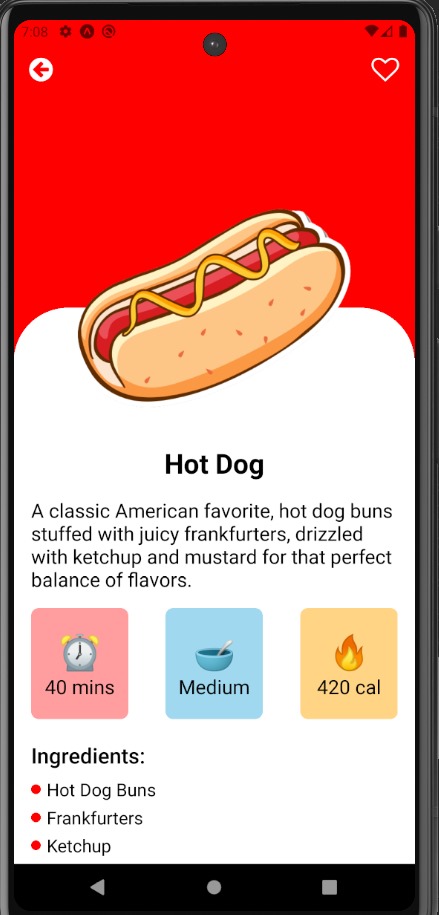 7:08
Hot Dog
A classic American favorite, hot dog buns
stuffed with juicy frankfurters, drizzled
with ketchup and mustard for that perfect
balance of flavors.
40 mins
Medium
420 cal
Ingredients:
Hot Dog Buns
Frankfurters
Ketchup